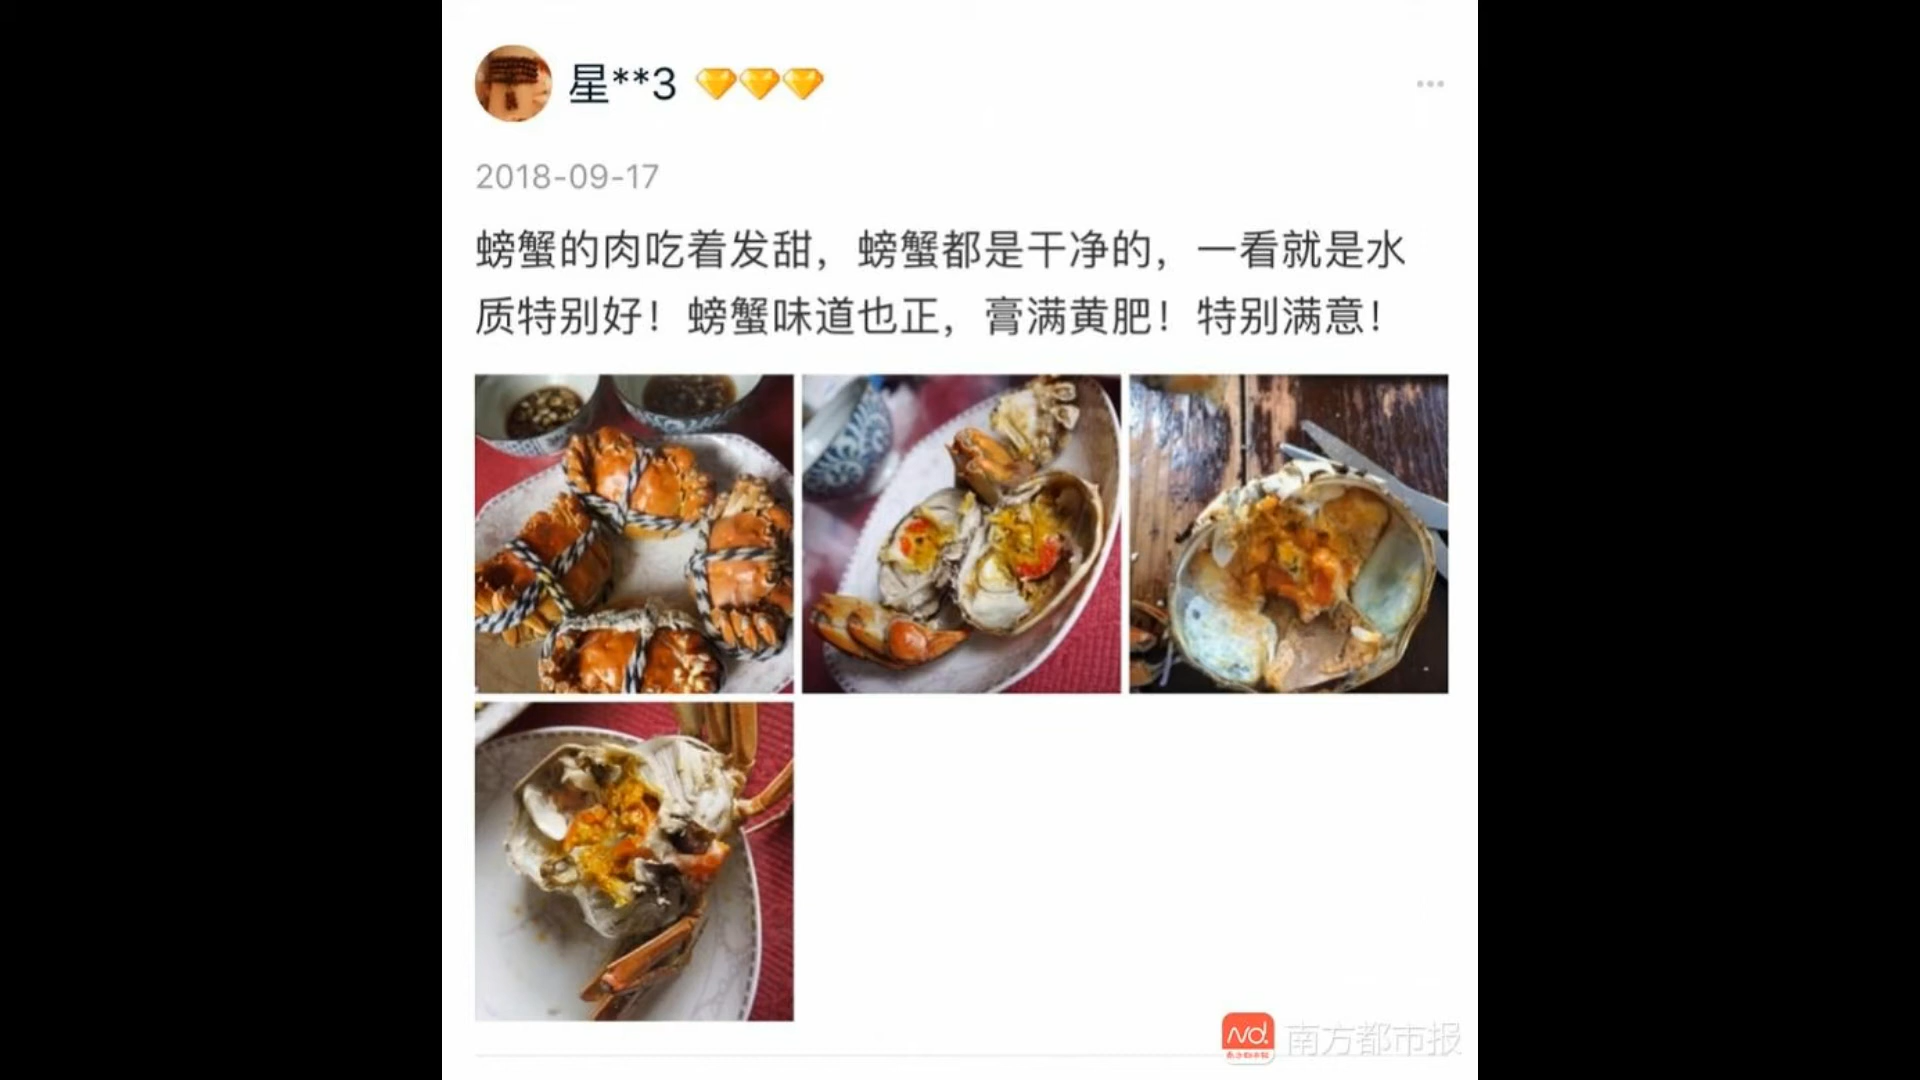 星**3
2018-09-17
螃蟹的肉吃着发甜，螃蟹都是干净的，一看就是水
质特别好！螃蟹味道也正，膏满黄肥！特别满意！
南方都市报